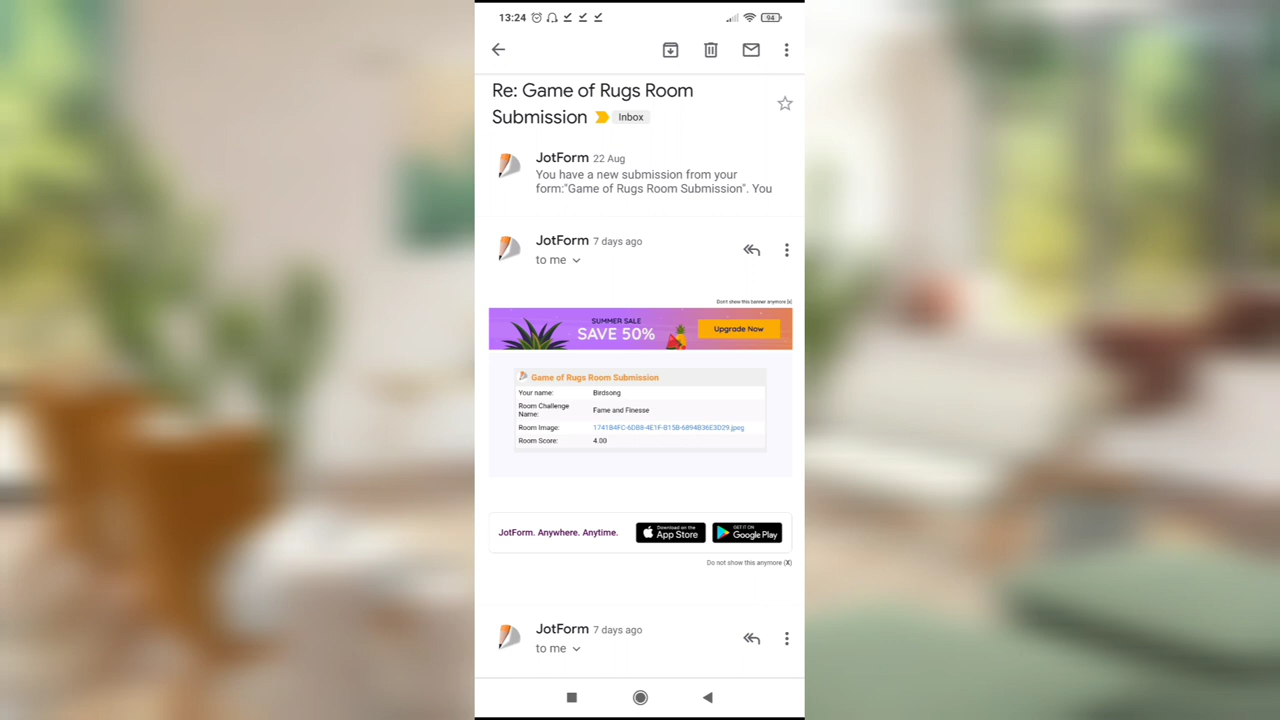 13:24
94
Re: Game of Rugs Room
Submission Inbox
JotForm 22 Aug
You have a new submission from your
form:"Game of Rugs Room Submission". You
JotForm 7 days ago
to me
Don't show this banner anymore [x]
SUMMER SALE
SAVE 50%
Upgrade Now
Game of Rugs Room Submission
Your name: Birdsong
Room Challenge
Name: Fame and Finesse
Room Image: 1741B4FC-6DB8-4E1F-B15B-6894B36E3D29.jpeg
Room Score: 4.00
JotForm. Anywhere. Anytime.
Download on the
App Store
GET IT ON
Google Play
Do not show this anymore (X)
JotForm 7 days ago
to me